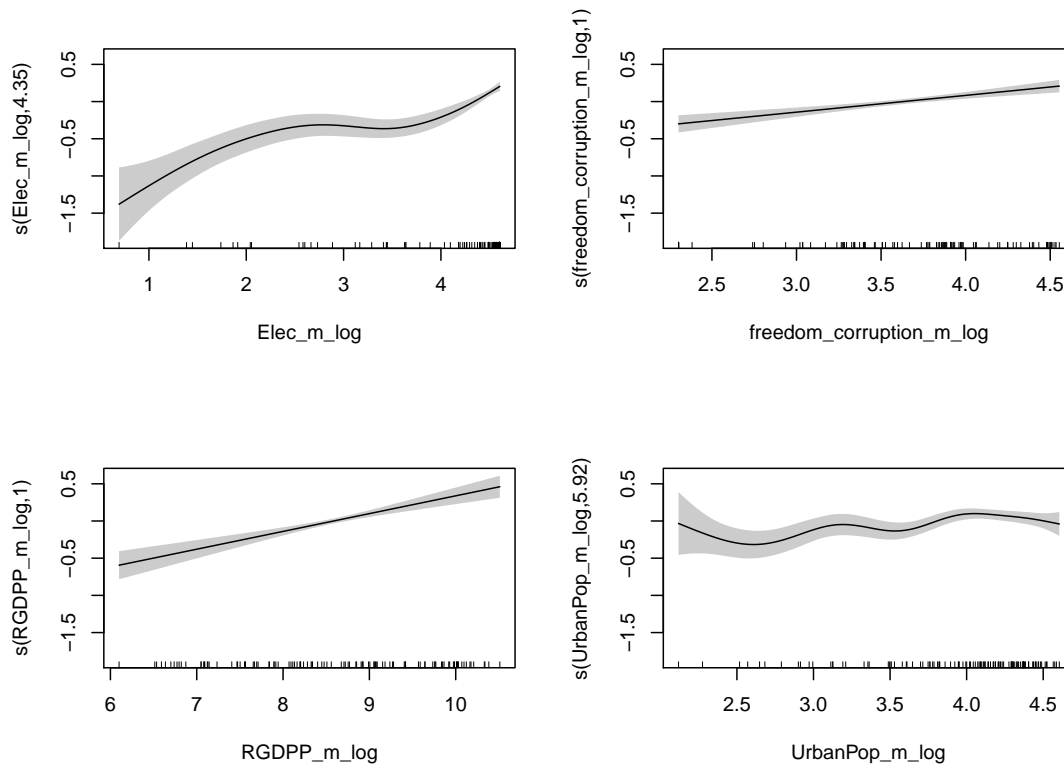 s(Elec_m_log,4.35)
0.5
−0.5
−1.5
1 2 3 4
Elec_m_log
s(freedom_corruption_m_log,1)
0.5
−0.5
−1.5
2.5 3.0 3.5 4.0 4.5
freedom_corruption_m_log
s(RGDPP_m_log,1)
0.5
−0.5
−1.5
6 7 8 9 10
RGDPP_m_log
s(UrbanPop_m_log,5.92)
0.5
−0.5
−1.5
2.5 3.0 3.5 4.0 4.5
UrbanPop_m_log